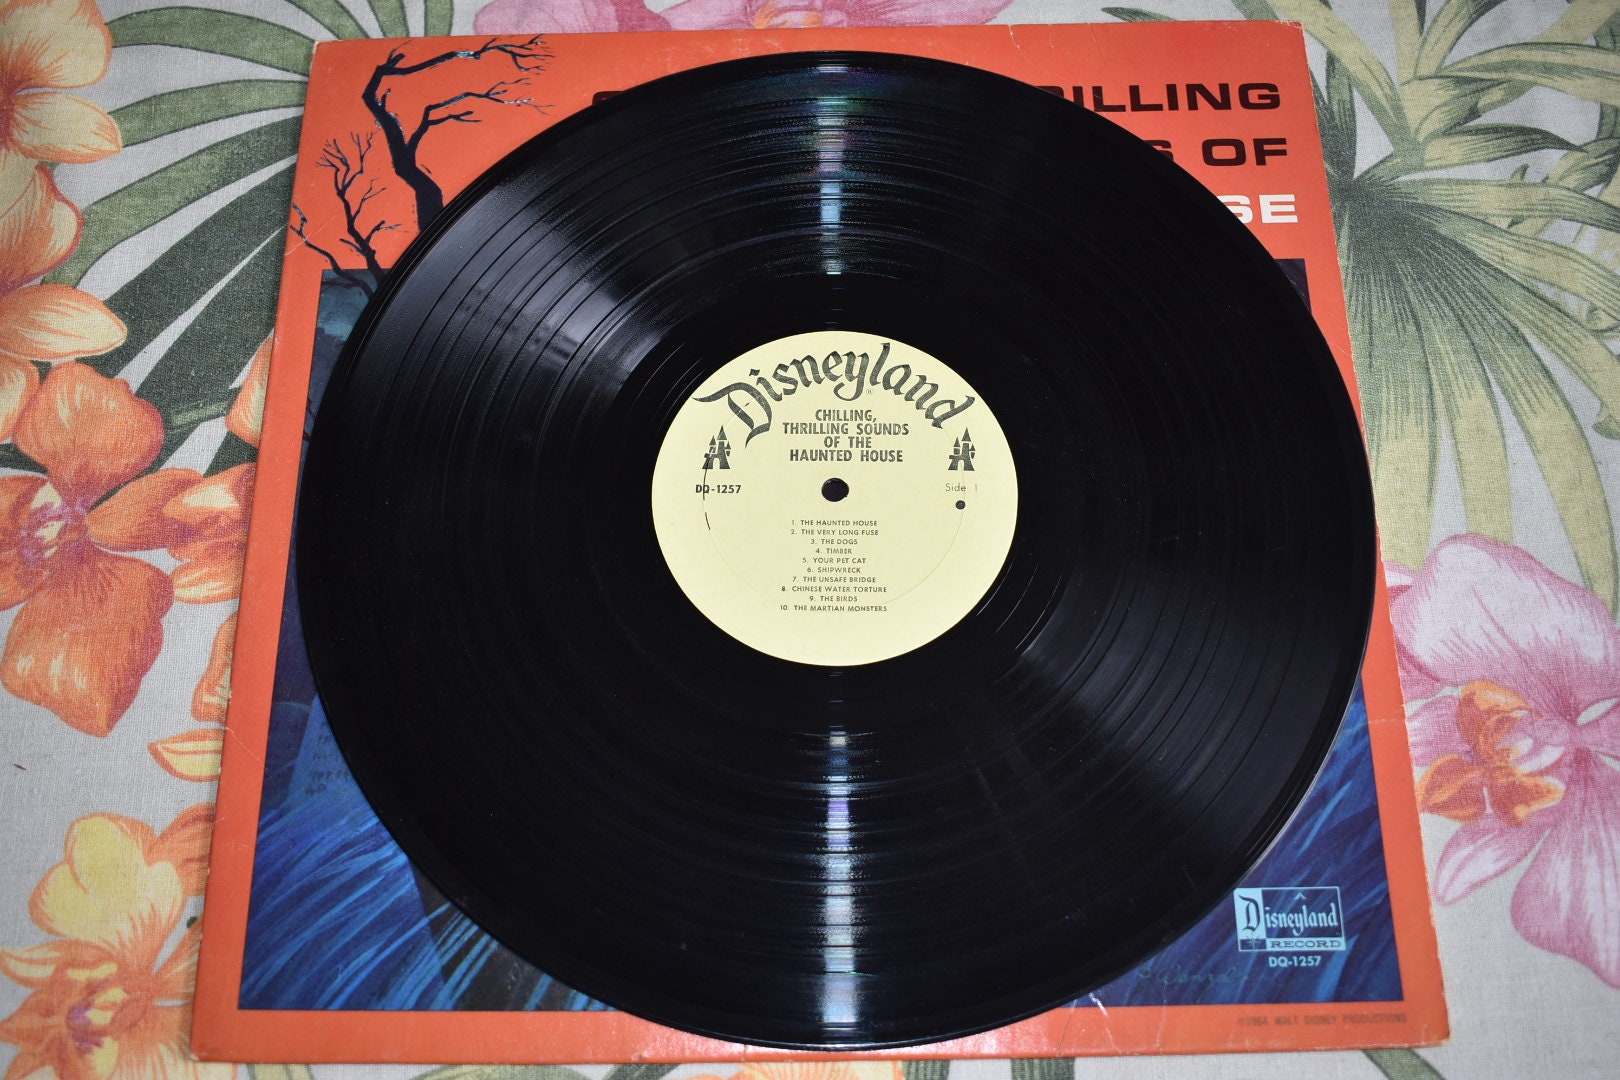 RILLING
S OF
SE
Disneyland
®
CHILLING,
THRILLING SOUNDS
OF THE
HAUNTED HOUSE
DQ-1257
Side 1
1. THE HAUNTED HOUSE
2. THE VERY LONG FUSE
3. THE DOGS
4. TIMBER
5. YOUR PET CAT
6. SHIPWRECK
7. THE UNSAFE BRIDGE
8. CHINESE WATER TORTURE
9. THE BIRDS
10. THE MARTIAN MONSTERS
Disneyland
RECORD
DQ-1257
©1964 WALT DISNEY PRODUCTIONS